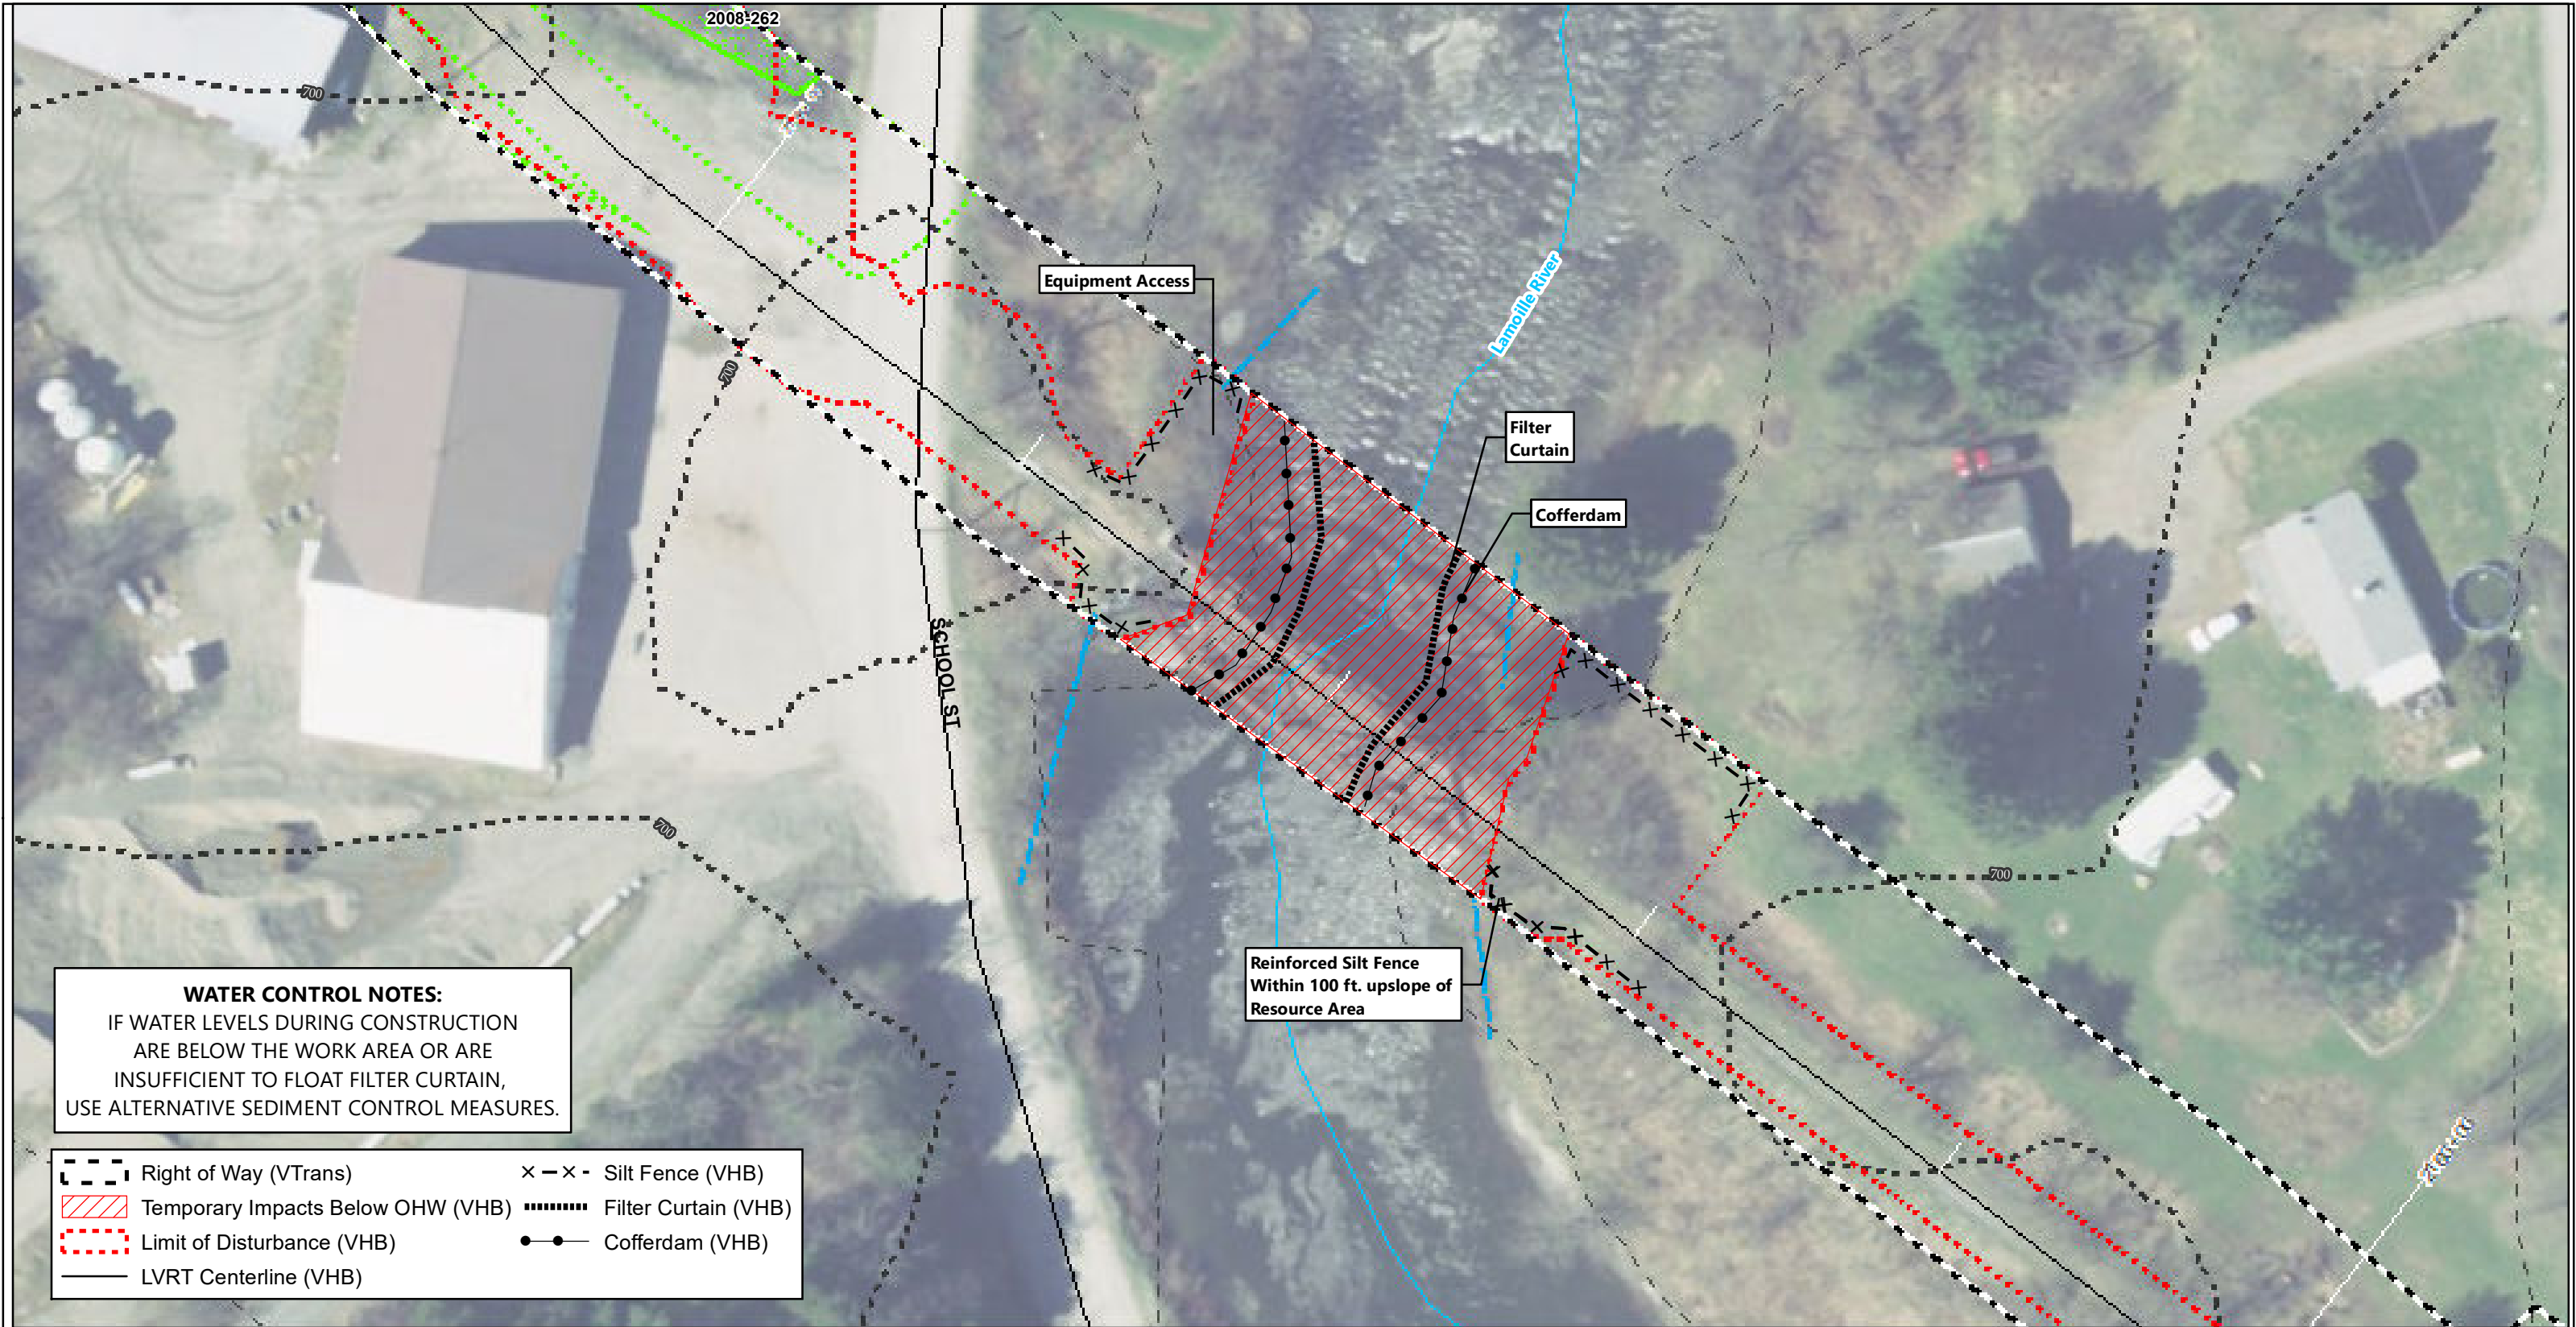 2008-262
700
Equipment Access
Lamoille River
700
Filter
Curtain
Cofferdam
SCHOOL ST
700
700
Reinforced Silt Fence
Within 100 ft. upslope of
Resource Area
WATER CONTROL NOTES:
IF WATER LEVELS DURING CONSTRUCTION
ARE BELOW THE WORK AREA OR ARE
INSUFFICIENT TO FLOAT FILTER CURTAIN,
USE ALTERNATIVE SEDIMENT CONTROL MEASURES.
Right of Way (VTrans)
Temporary Impacts Below OHW (VHB)
Limit of Disturbance (VHB)
LVRT Centerline (VHB)
Silt Fence (VHB)
Filter Curtain (VHB)
Cofferdam (VHB)